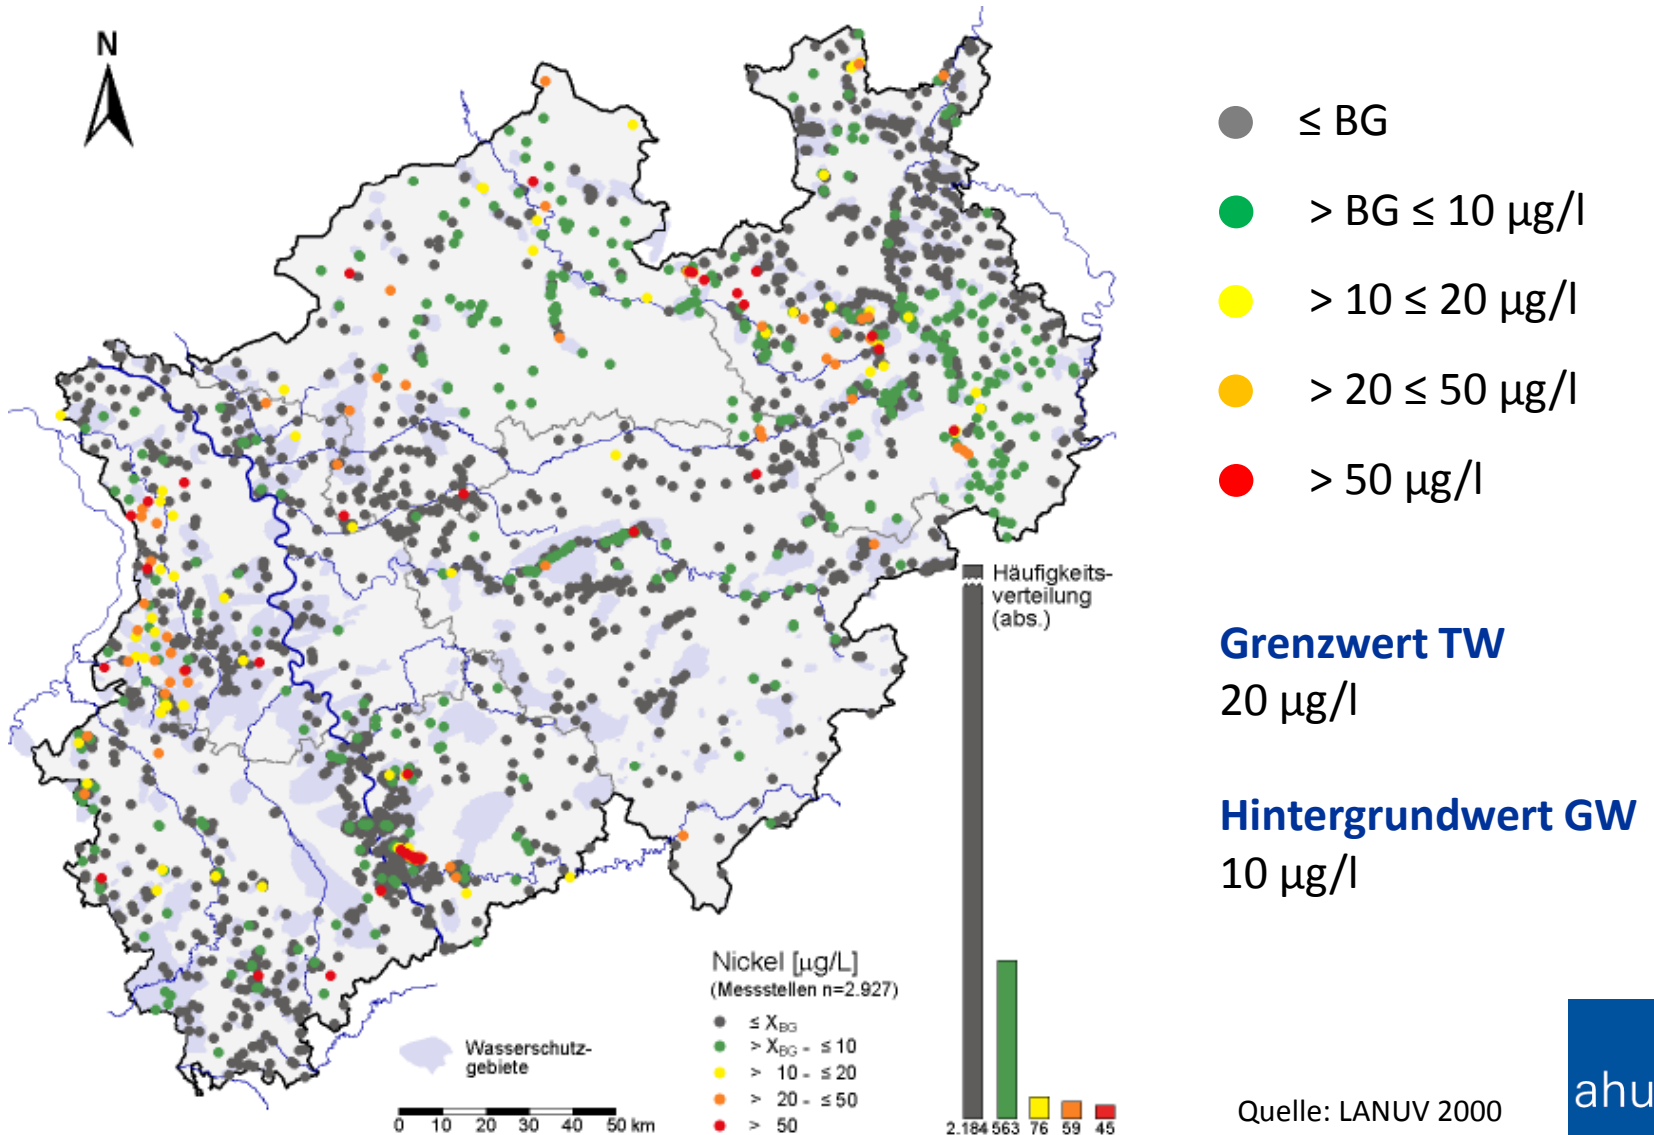 N
≤ BG
> BG ≤ 10 µg/l
> 10 ≤ 20 µg/l
> 20 ≤ 50 µg/l
> 50 µg/l
Häufigkeits-
verteilung
(abs.)
Grenzwert TW
20 µg/l
Hintergrundwert GW
10 µg/l
Nickel [µg/L]
(Messstellen n=2.927)
≤ XBG
> XBG - ≤ 10
> 10 - ≤ 20
> 20 - ≤ 50
> 50
Wasserschutz-
gebiete
0 10 20 30 40 50 km
2.184 563 76 59 45
Quelle: LANUV 2000
ahu